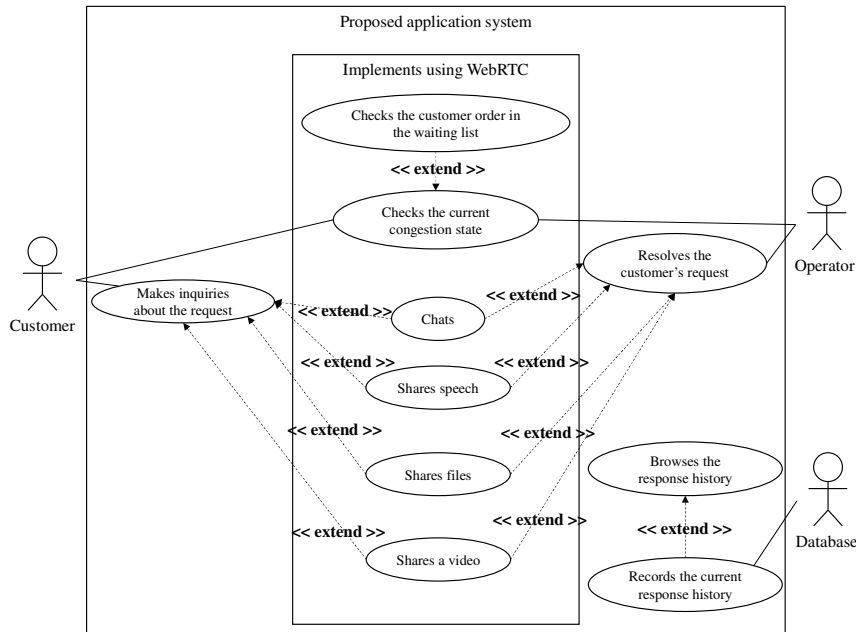 Proposed application system
Implements using WebRTC
Checks the customer order in
the waiting list
<< extend >>
Checks the current
congestion state
Operator
Resolves the
customer's request
Customer
Makes inquiries
about the request
<< extend >>
Chats
<< extend >>
<< extend >>
Shares speech
<< extend >>
<< extend >>
Shares files
<< extend >>
Browses the
response history
<< extend >>
Shares a video
<< extend >>
<< extend >>
Database
Records the current
response history